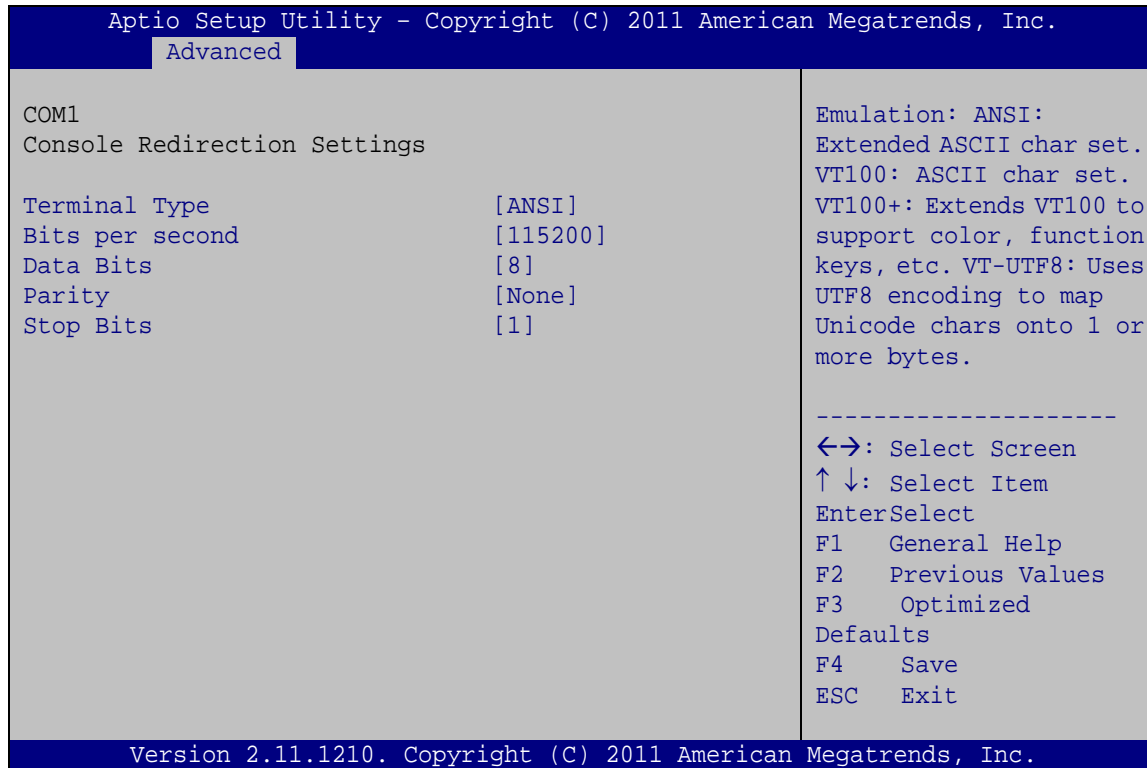 Aptio Setup Utility – Copyright (C) 2011 American Megatrends, Inc.
Advanced
COM1
Console Redirection Settings
Terminal Type [ANSI]
Bits per second [115200]
Data Bits [8]
Parity [None]
Stop Bits [1]
Emulation: ANSI:
Extended ASCII char set.
VT100: ASCII char set.
VT100+: Extends VT100 to
support color, function
keys, etc. VT-UTF8: Uses
UTF8 encoding to map
Unicode chars onto 1 or
more bytes.
---------------------
←→: Select Screen
↑ ↓: Select Item
EnterSelect
F1 General Help
F2 Previous Values
F3 Optimized
Defaults
F4 Save
ESC Exit
Version 2.11.1210. Copyright (C) 2011 American Megatrends, Inc.